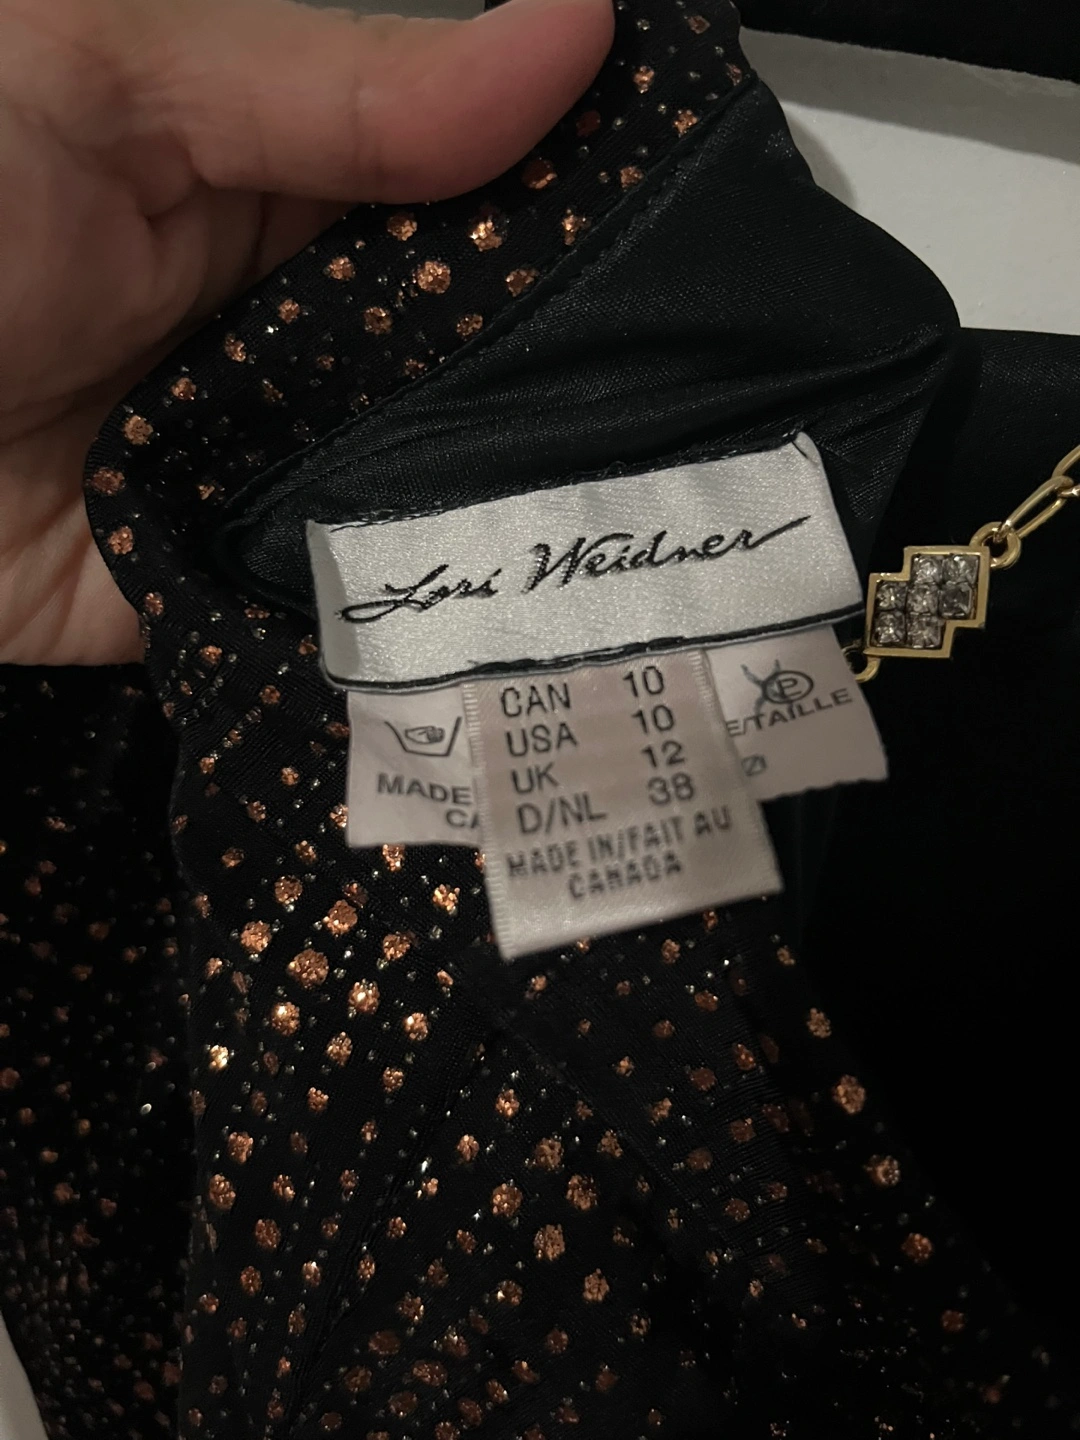 Lori Weidner
CAN 10
USA 10
UK 12
D/NL 38
MADE IN/FAIT AU
CANADA
MADE
CA
P
E/TAILLE